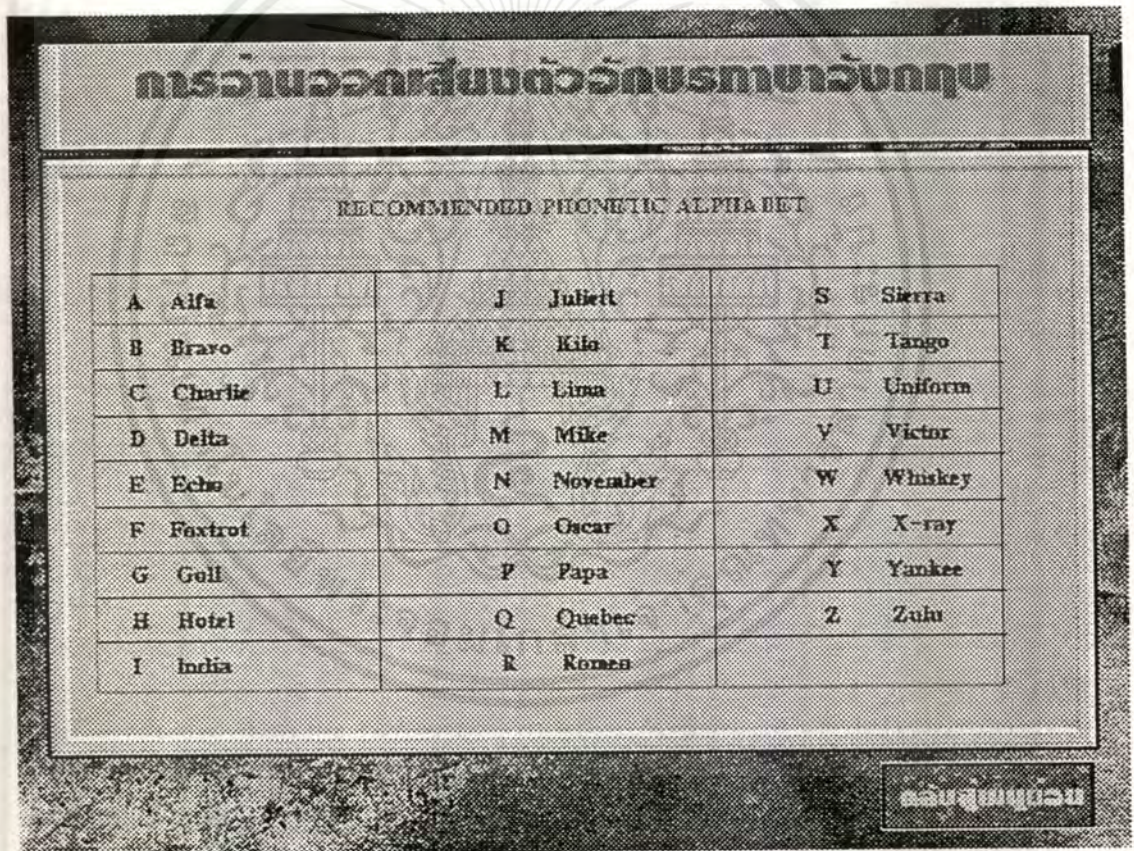 การอ่านออกเสียงตัวอักษรภาษาอังกฤษ
RECOMMENDED PHONETIC ALPHABET
A Alfa J Juliett S Sierra
B Bravo K Kilo T Tango
C Charlie L Lima U Uniform
D Delta M Mike V Victor
E Echo N November W Whiskey
F Foxtrot O Oscar X X-ray
G Golf P Papa Y Yankee
H Hotel Q Quebec Z Zulu
I India R Romeo